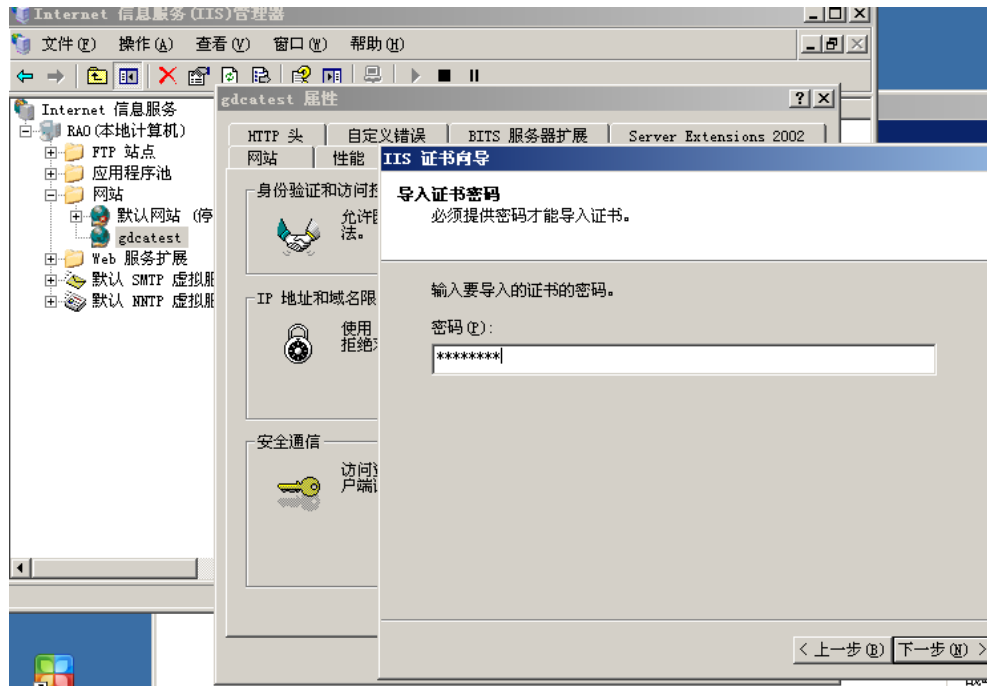 Internet 信息服务(IIS)管理器
文件(F) 操作(A) 查看(V) 窗口(W) 帮助(H)
Internet 信息服务
RAO(本地计算机)
FTP 站点
应用程序池
网站
默认网站 (停
gdcatest
Web 服务扩展
默认 SMTP 虚拟服
默认 NNTP 虚拟服
gdcatest 属性
HTTP 头 自定义错误 BITS 服务器扩展 Server Extensions 2002
网站 性能
身份验证和访问控
允许
法。
IP 地址和域名限
使用
拒绝
安全通信
访问
户端
IIS 证书向导
导入证书密码
必须提供密码才能导入证书。
输入要导入的证书的密码。
密码(P):
********
< 上一步(B) 下一步(N) >